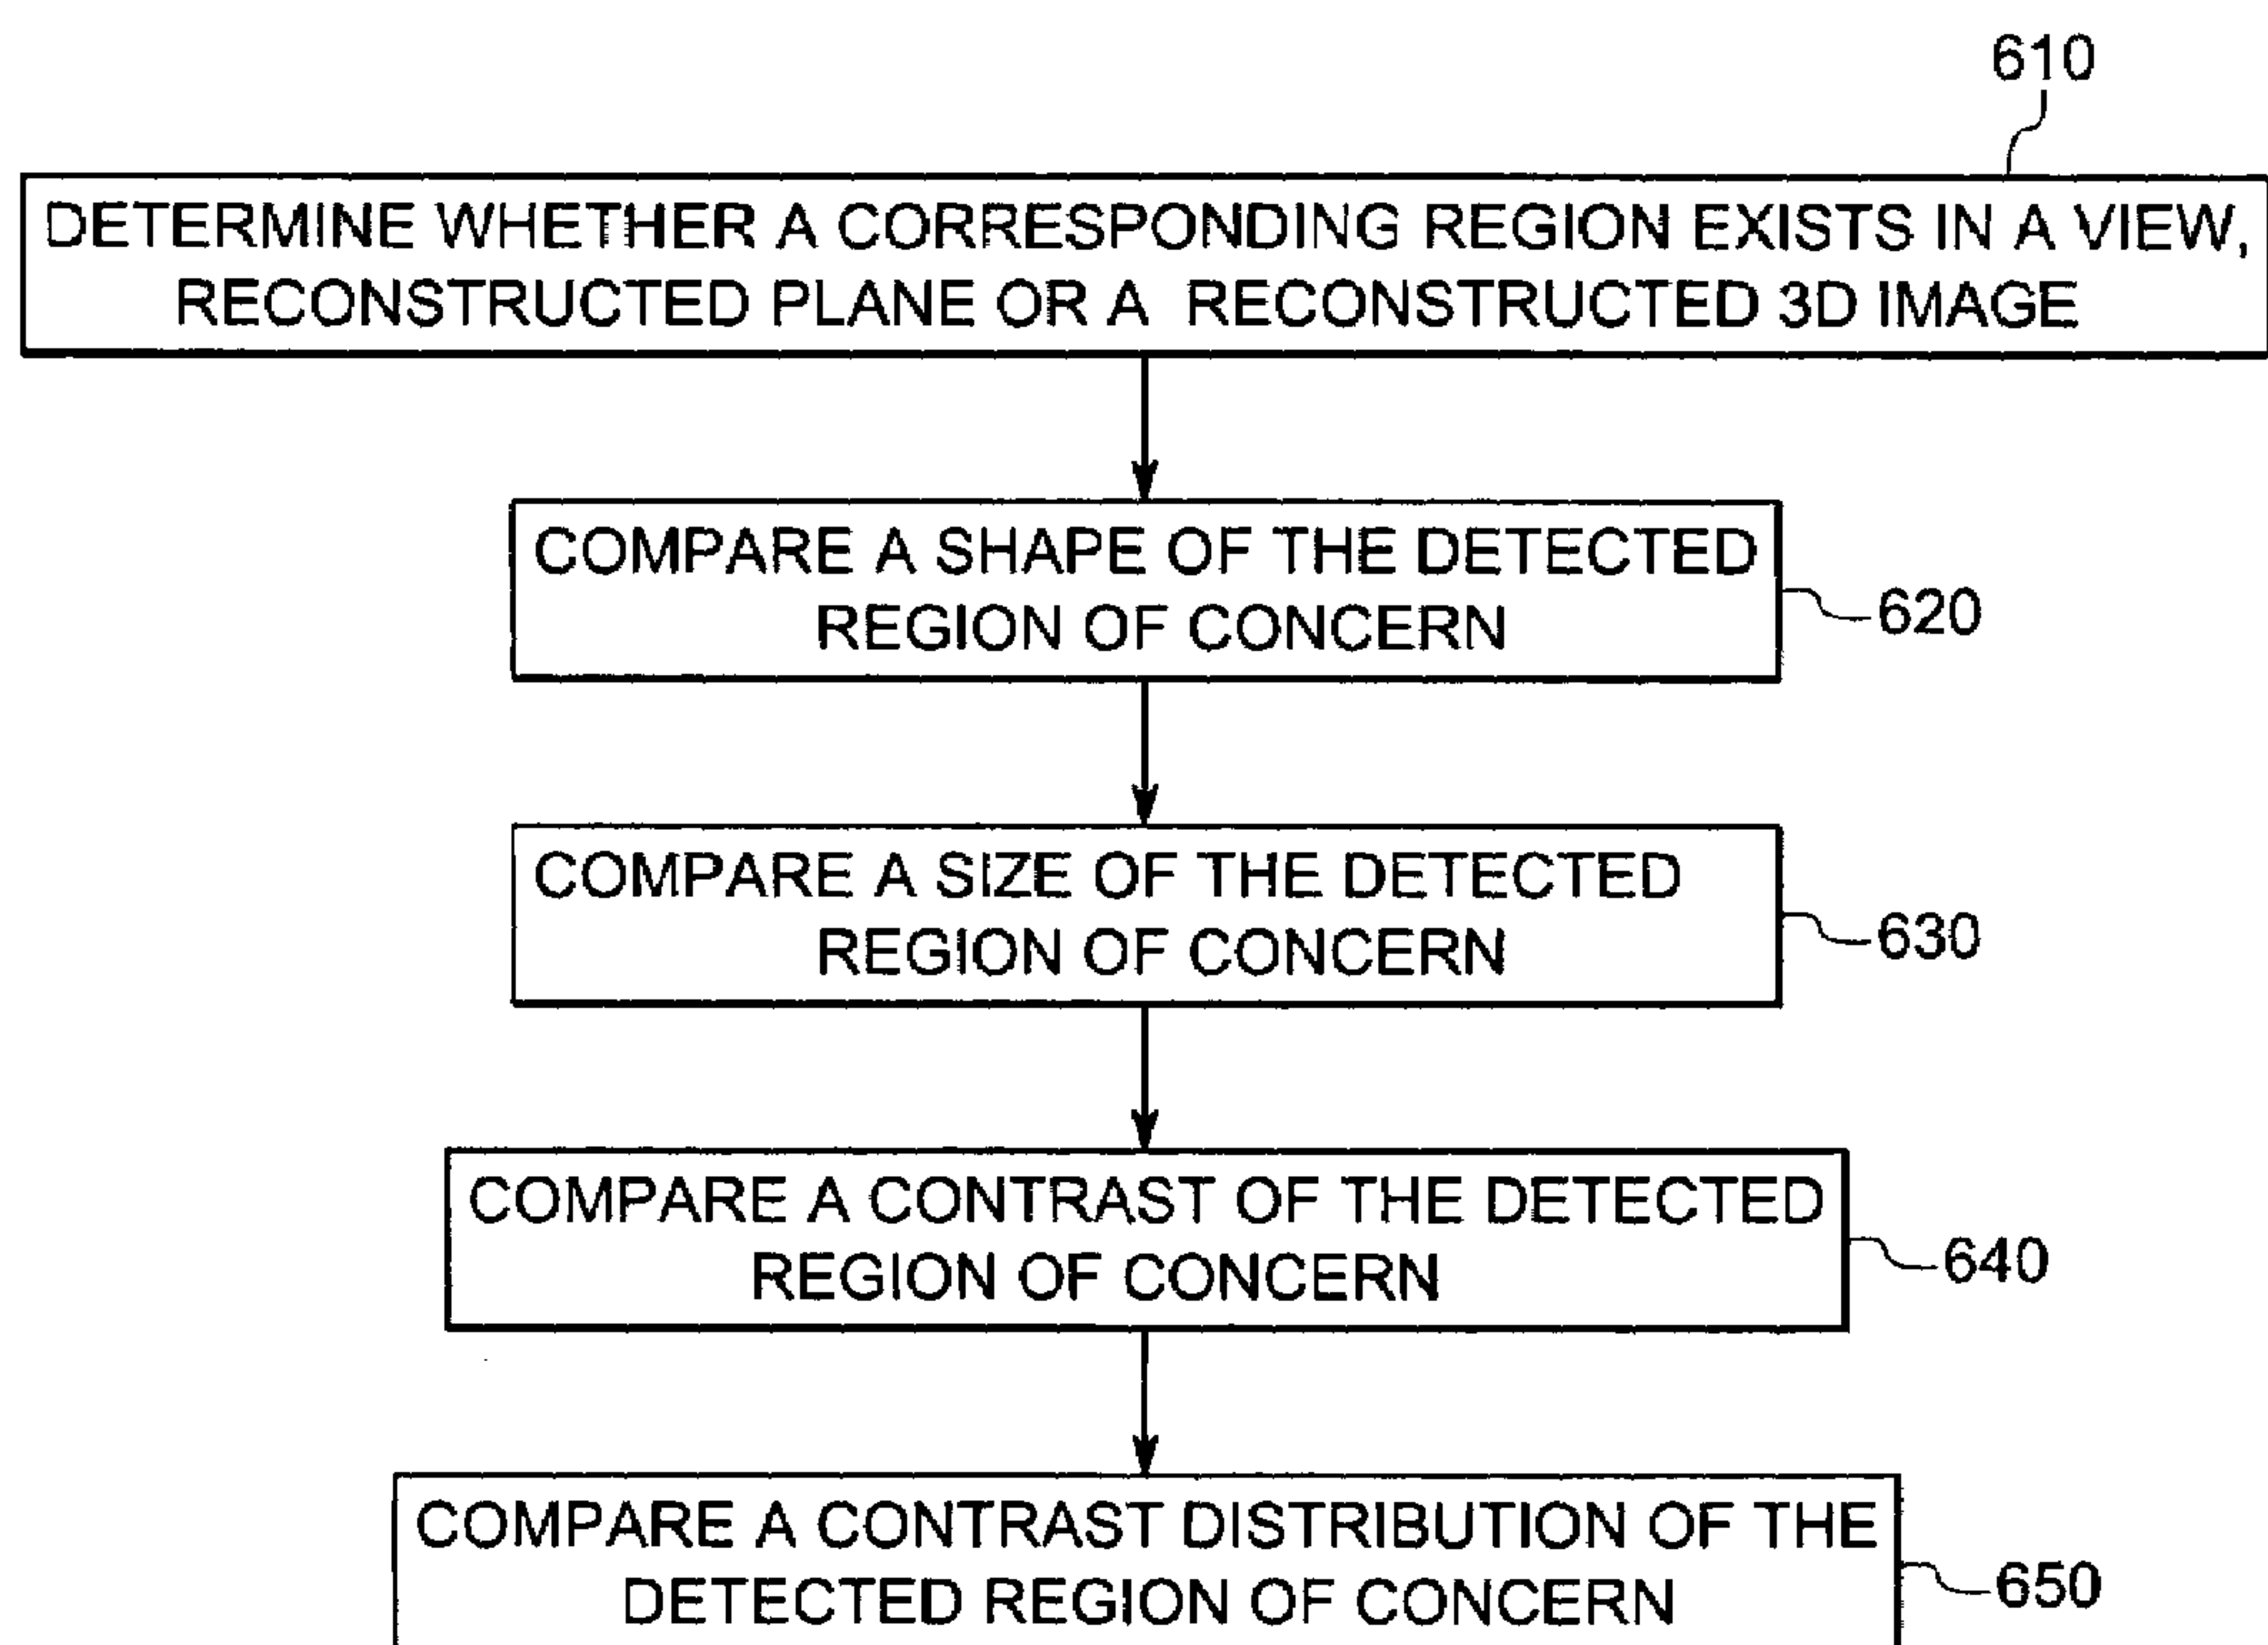 610
DETERMINE WHETHER A CORRESPONDING REGION EXISTS IN A VIEW,
RECONSTRUCTED PLANE OR A RECONSTRUCTED 3D IMAGE
COMPARE A SHAPE OF THE DETECTED
REGION OF CONCERN
620
COMPARE A SIZE OF THE DETECTED
REGION OF CONCERN
630
COMPARE A CONTRAST OF THE DETECTED
REGION OF CONCERN
640
COMPARE A CONTRAST DISTRIBUTION OF THE
DETECTED REGION OF CONCERN
650